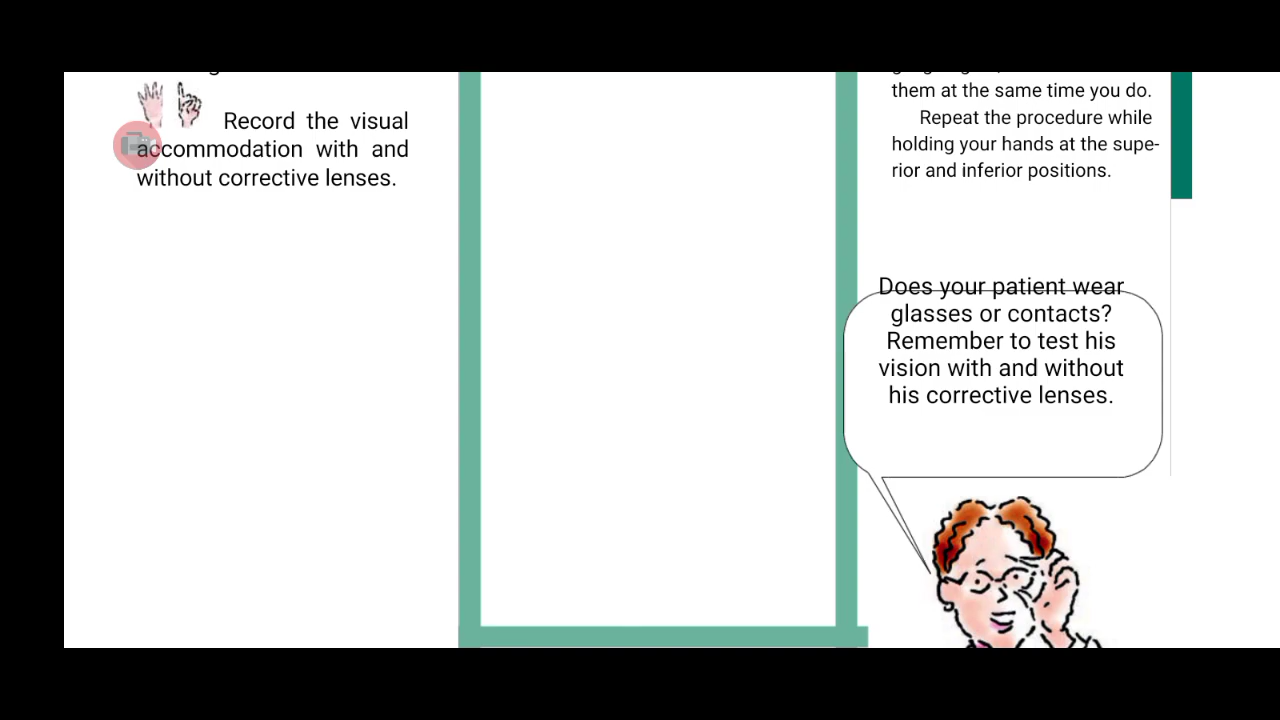 Record the visual
accommodation with and
without corrective lenses.
them at the same time you do.
Repeat the procedure while
holding your hands at the supe-
rior and inferior positions.
Does your patient wear
glasses or contacts?
Remember to test his
vision with and without
his corrective lenses.